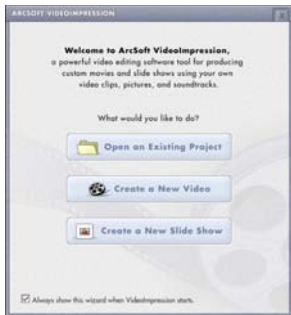 ARCSOFT VIDEOIMPRESSION
Welcome to ArcSoft VideoImpression,
a powerful video editing software tool for producing
custom movies and slide shows using your own
video clips, pictures, and soundtracks.
What would you like to do?
Open an Existing Project
Create a New Video
Create a New Slide Show
Always show this wizard when VideoImpression starts.